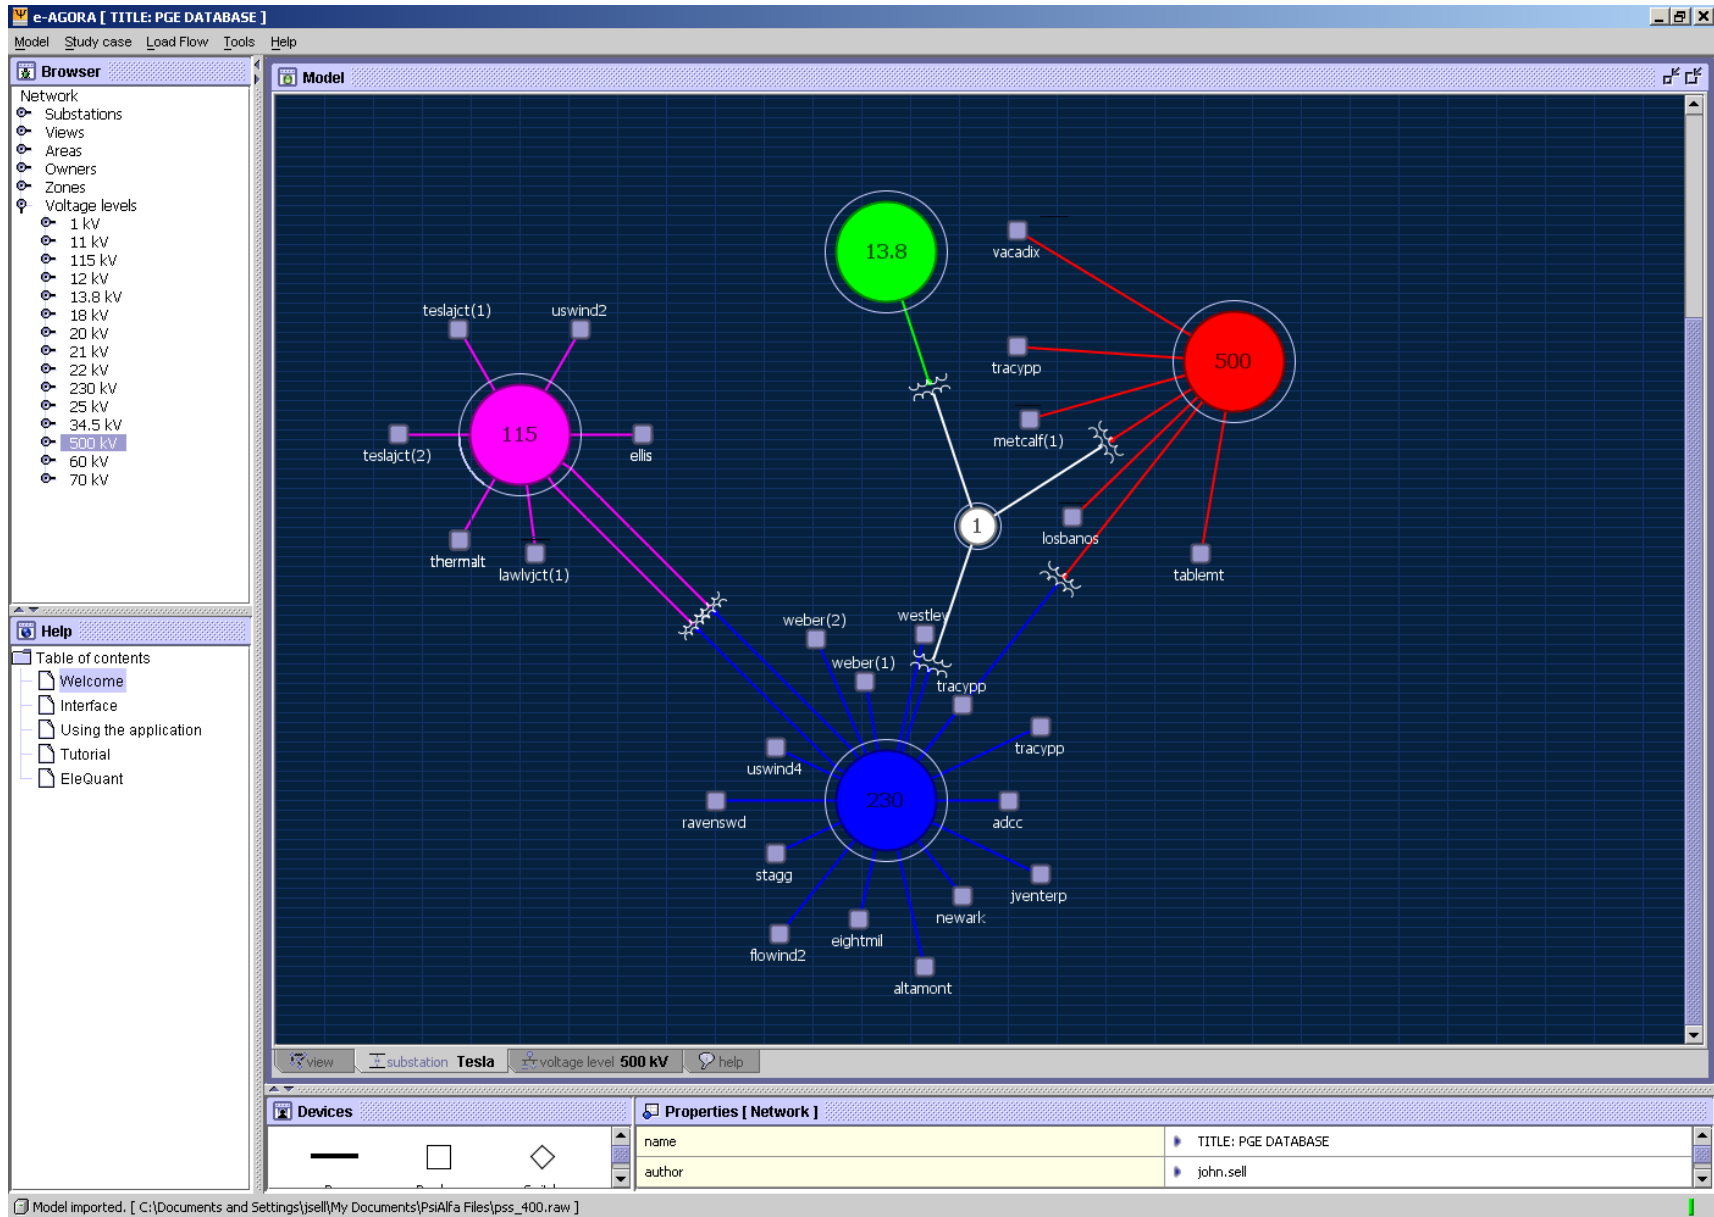 e-AGORA [ TITLE: PGE DATABASE ]
Model Study case Load Flow Tools Help
Browser
Network
Substations
Views
Areas
Owners
Zones
Voltage levels
1 kV
11 kV
115 kV
12 kV
13.8 kV
18 kV
20 kV
21 kV
22 kV
230 kV
25 kV
34.5 kV
500 kV
60 kV
70 kV
Help
Table of contents
Welcome
Interface
Using the application
Tutorial
EleQuant
Model
13.8
vacadix
teslajct(1)
uswind2
500
tracypp
115
metcalf(1)
teslajct(2)
ellis
1
losbanos
thermalt
lawlvjct(1)
tablemt
weber(2)
westley
weber(1)
tracypp
tracypp
uswind4
230
ravenswd
adcc
stagg
jventerp
newark
eightmil
flowind2
altamont
view
substation Tesla
voltage level 500 kV
help
Devices
Properties [ Network ]
name
TITLE: PGE DATABASE
author
john.sell
Model imported. [ C:\Documents and Settings\jsell\My Documents\PsiAlfa Files\pss_400.raw ]